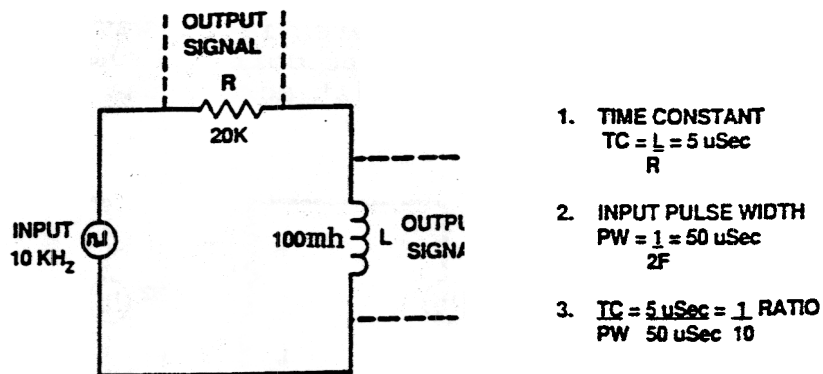 OUTPUT
SIGNAL
R
20K
INPUT
10 KHz
100mh
L
OUTPU
SIGNA
1. TIME CONSTANT
TC = L = 5 uSec
R
2. INPUT PULSE WIDTH
PW = 1 = 50 uSec
2F
3. TC = 5 uSec = 1 RATIO
PW 50 uSec 10